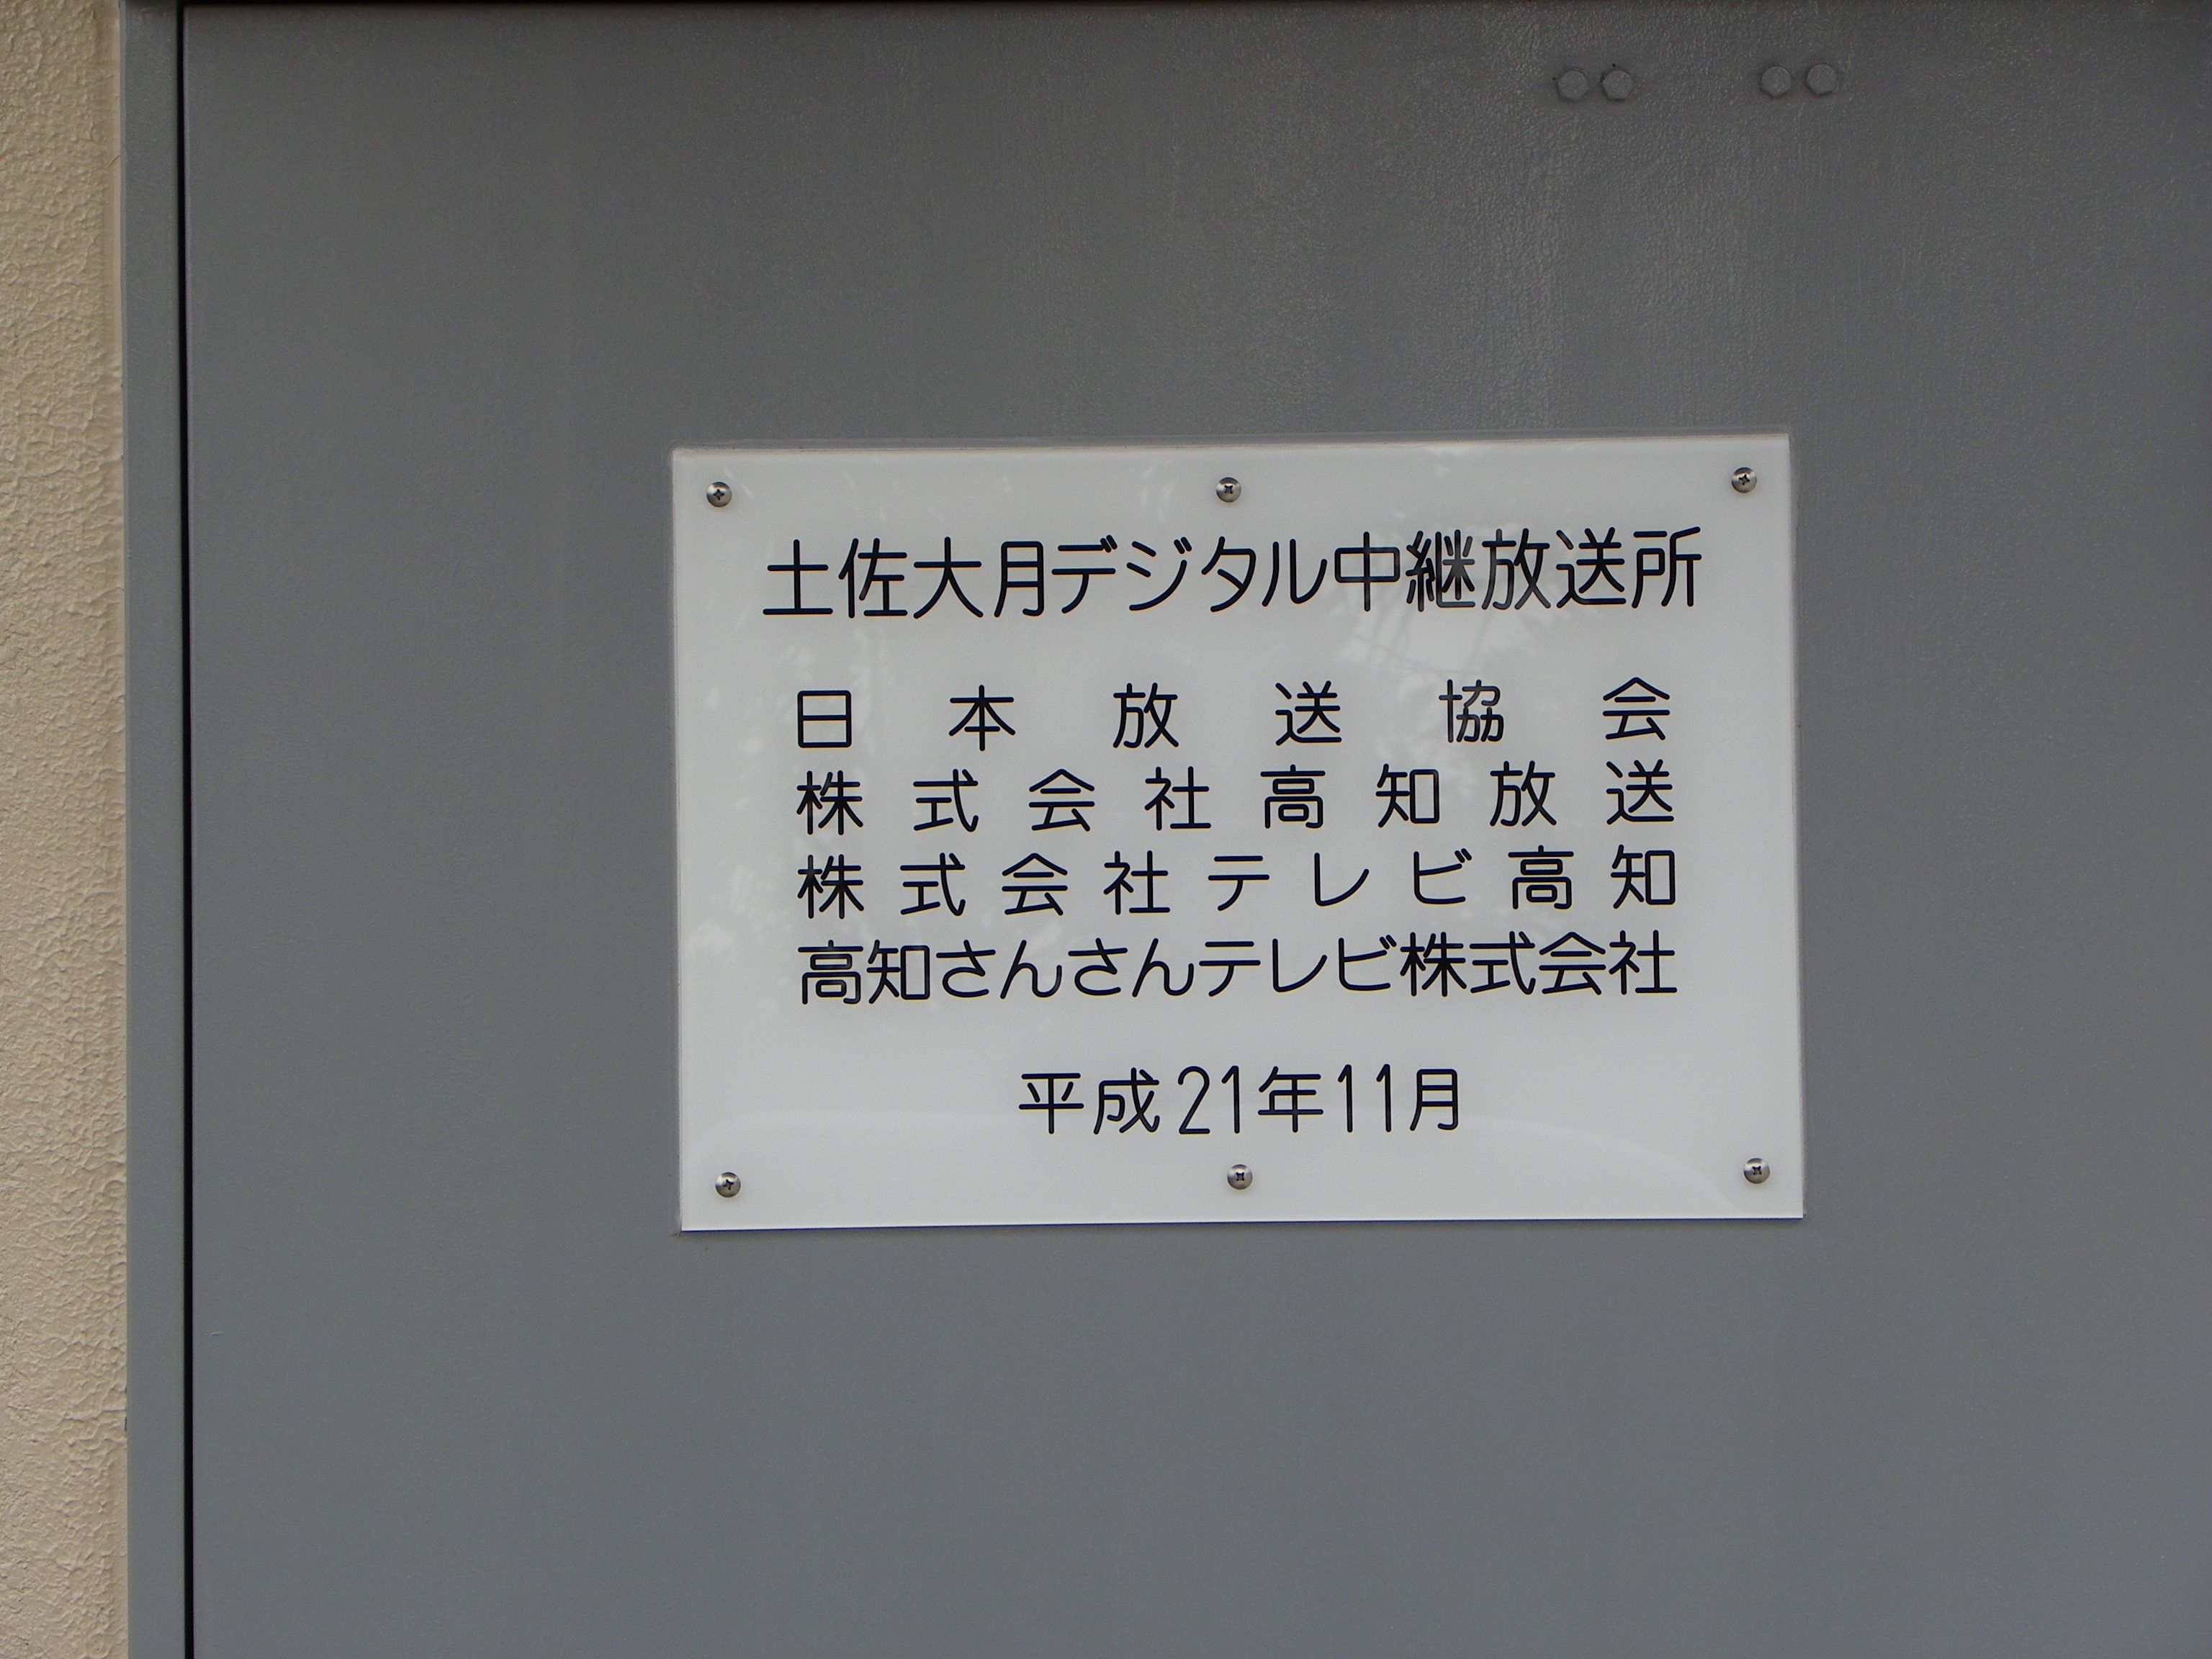 土佐大月デジタル中継放送所
日本放送協会
株式会社高知放送
株式会社テレビ高知
高知さんさんテレビ株式会社
平成21年11月